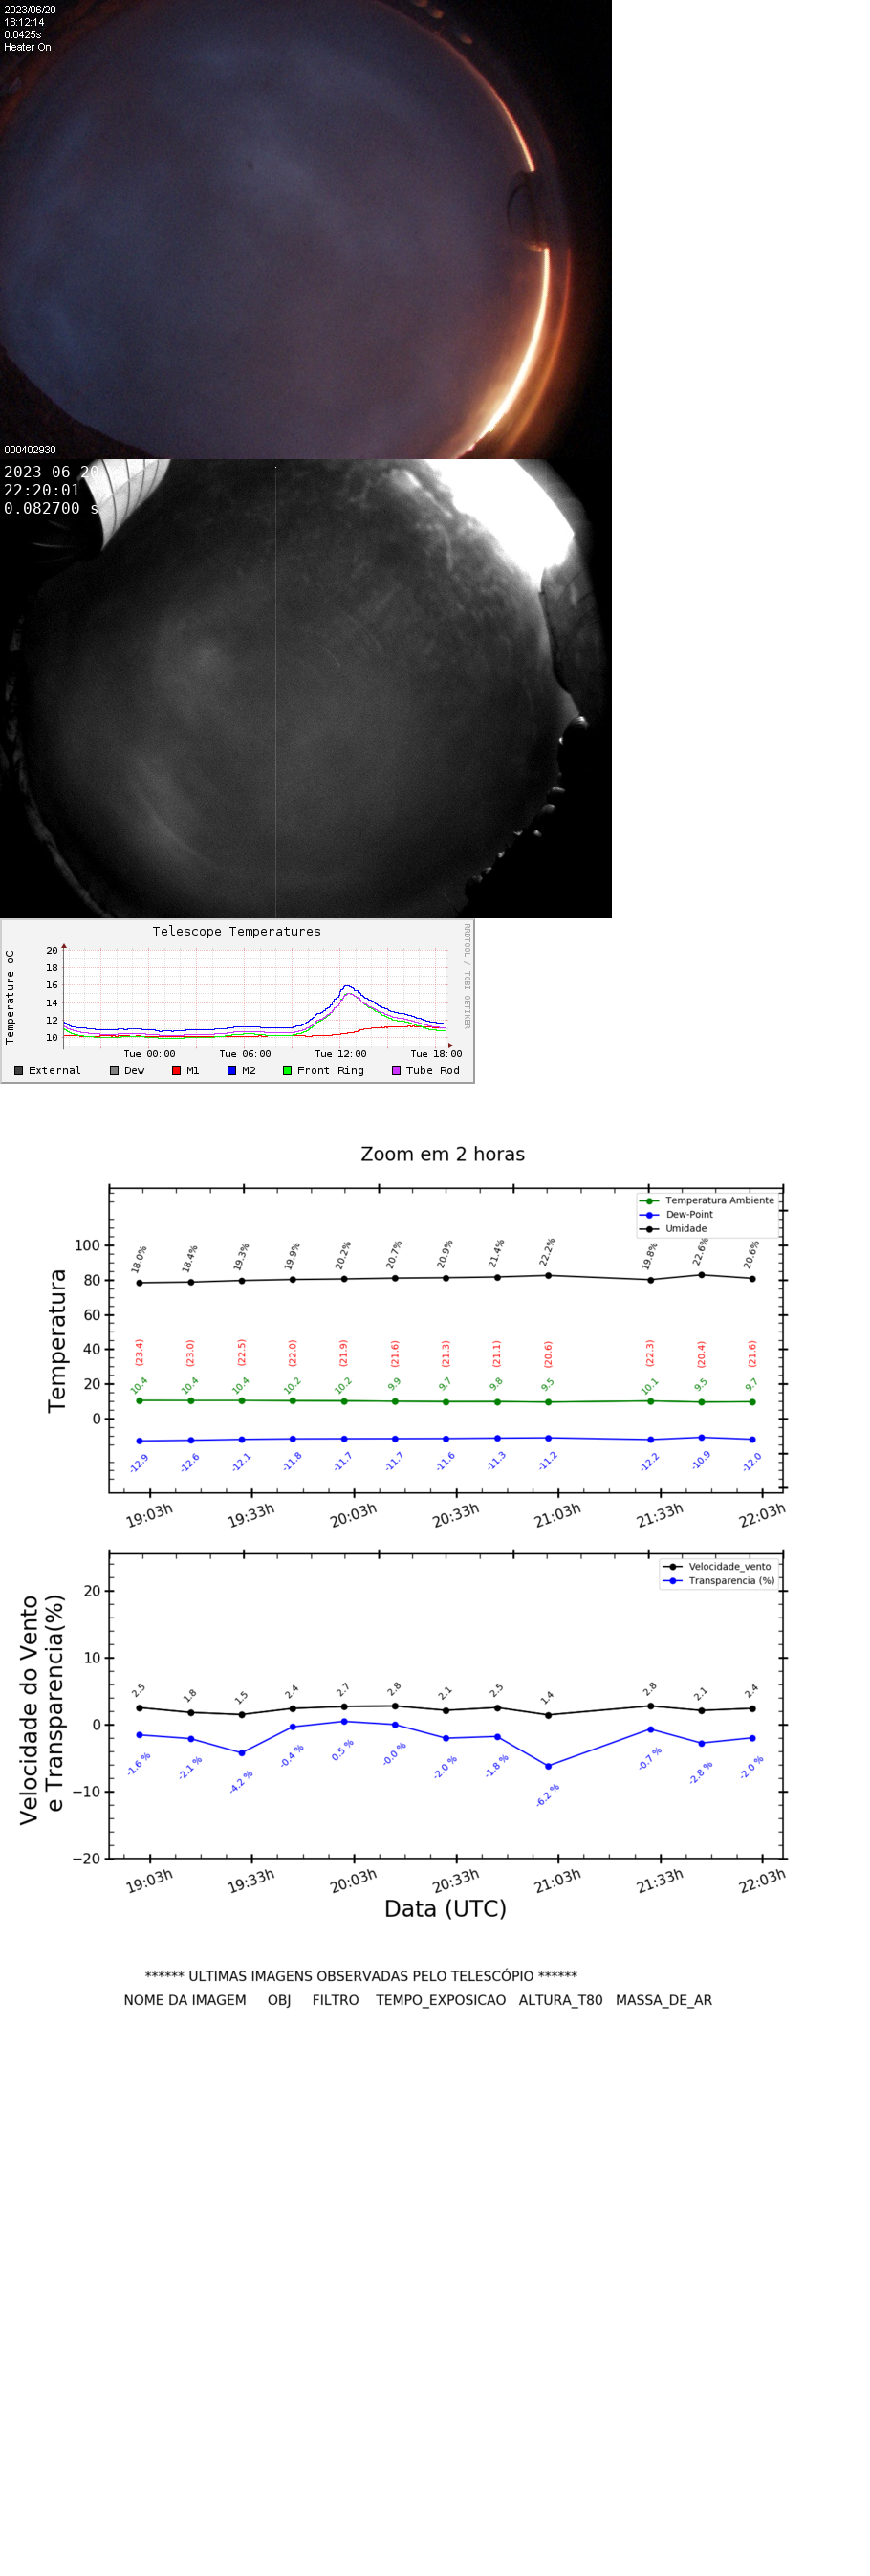 2023/06/20
18:12:14
0.0425s
Heater On
000402930
2023-06-20
22:20:01
0.082700 s
Telescope Temperatures
RRDTOOL / TOBI OETIKER
Temperature oC
20
18
16
14
12
10
Tue 00:00 Tue 06:00 Tue 12:00 Tue 18:00
External Dew M1 M2 Front Ring Tube Rod
Zoom em 2 horas
Temperatura Ambiente
Dew-Point
Umidade
Temperatura
100
80
60
40
20
0
18.0% 18.4% 19.3% 19.9% 20.2% 20.7% 20.9% 21.4% 22.2% 19.8% 22.6% 20.6%
(23.4) (23.0) (22.5) (22.0) (21.9) (21.6) (21.3) (21.1) (20.6) (22.3) (20.4) (21.6)
10.4 10.4 10.4 10.2 10.2 9.9 9.7 9.8 9.5 10.1 9.5 9.7
-12.9 -12.6 -12.1 -11.8 -11.7 -11.7 -11.6 -11.3 -11.2 -12.2 -10.9 -12.0
19:03h 19:33h 20:03h 20:33h 21:03h 21:33h 22:03h
Velocidade_vento
Transparencia (%)
Velocidade do Vento
e Transparencia(%)
20
10
0
−10
−20
2.5 1.8 1.5 2.4 2.7 2.8 2.1 2.5 1.4 2.8 2.1 2.4
-1.6 % -2.1 % -4.2 % -0.4 % 0.5 % -0.0 % -2.0 % -1.8 % -6.2 % -0.7 % -2.8 % -2.0 %
19:03h 19:33h 20:03h 20:33h 21:03h 21:33h 22:03h
Data (UTC)
****** ULTIMAS IMAGENS OBSERVADAS PELO TELESCÓPIO ******
NOME DA IMAGEM OBJ FILTRO TEMPO_EXPOSICAO ALTURA_T80 MASSA_DE_AR